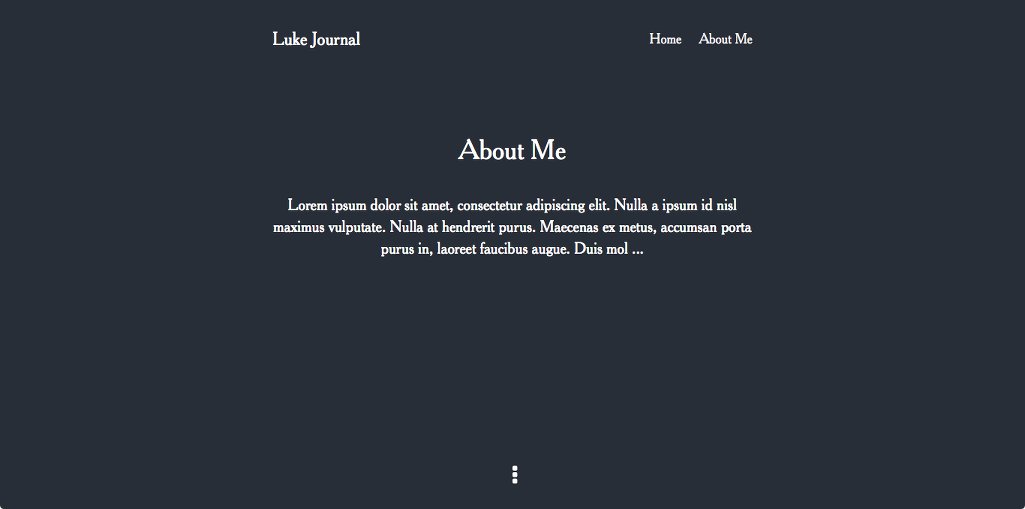 Luke Journal
Home About Me
About Me
Lorem ipsum dolor sit amet, consectetur adipiscing elit. Nulla a ipsum id nisl
maximus vulputate. Nulla at hendrerit purus. Maecenas ex metus, accumsan porta
purus in, laoreet faucibus augue. Duis mol ...